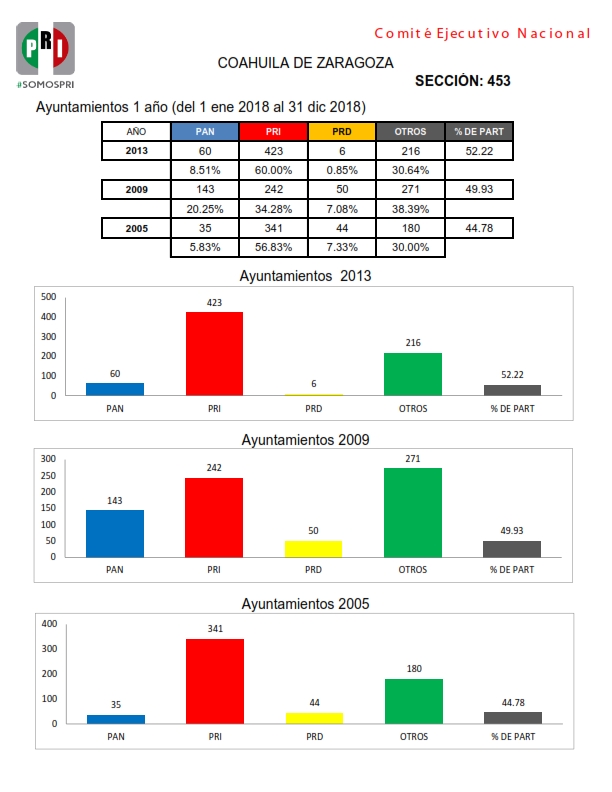 Comité Ejecutivo Nacional
PRI
#SOMOSPRI
COAHUILA DE ZARAGOZA
SECCIÓN: 453
Ayuntamientos 1 año (del 1 ene 2018 al 31 dic 2018)
AÑO PAN PRI PRD OTROS % DE PART
2013 60 423 6 216 52.22
8.51% 60.00% 0.85% 30.64%
2009 143 242 50 271 49.93
20.25% 34.28% 7.08% 38.39%
2005 35 341 44 180 44.78
5.83% 56.83% 7.33% 30.00%
Ayuntamientos 2013
500
400
300
200
100
0
60
423
6
216
52.22
PAN PRI PRD OTROS % DE PART
Ayuntamientos 2009
300
250
200
150
100
50
0
143
242
50
271
49.93
PAN PRI PRD OTROS % DE PART
Ayuntamientos 2005
400
300
200
100
0
35
341
44
180
44.78
PAN PRI PRD OTROS % DE PART